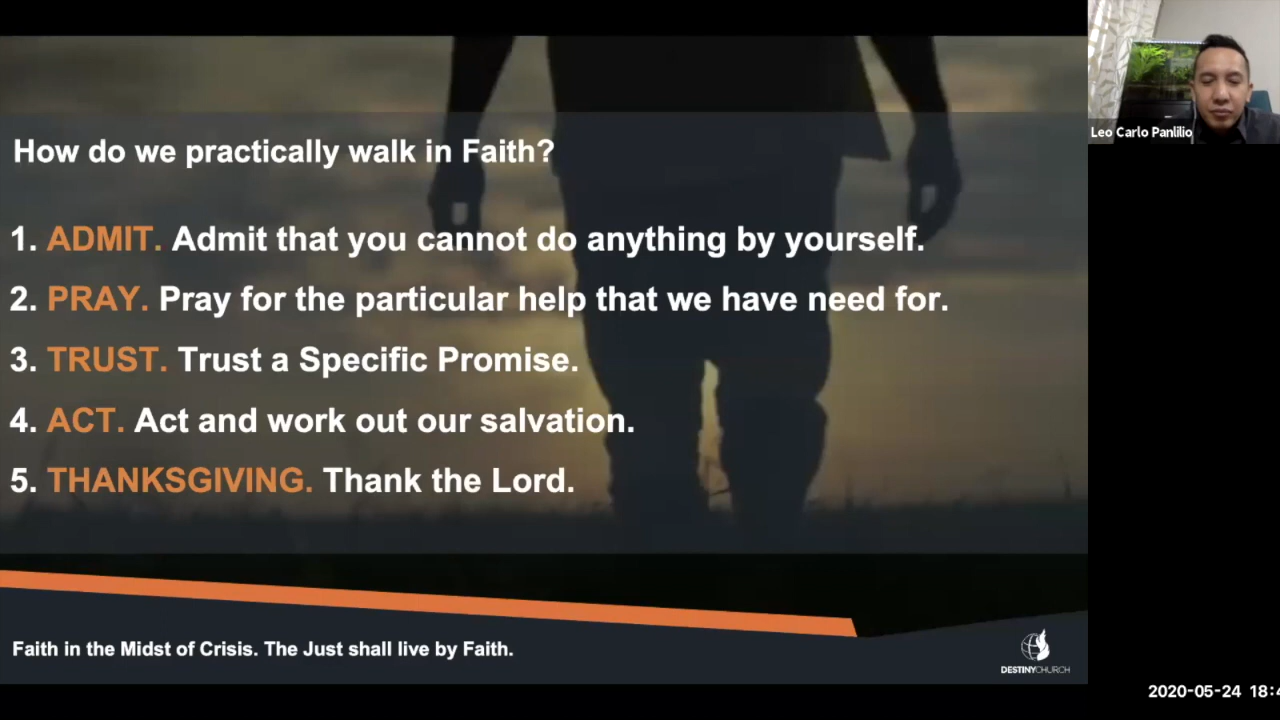 How do we practically walk in Faith?
1. ADMIT. Admit that you cannot do anything by yourself.
2. PRAY. Pray for the particular help that we have need for.
3. TRUST. Trust a Specific Promise.
4. ACT. Act and work out our salvation.
5. THANKSGIVING. Thank the Lord.
Faith in the Midst of Crisis. The Just shall live by Faith.
DESTINYCHURCH
Leo Carlo Panlilio
2020-05-24 18:4